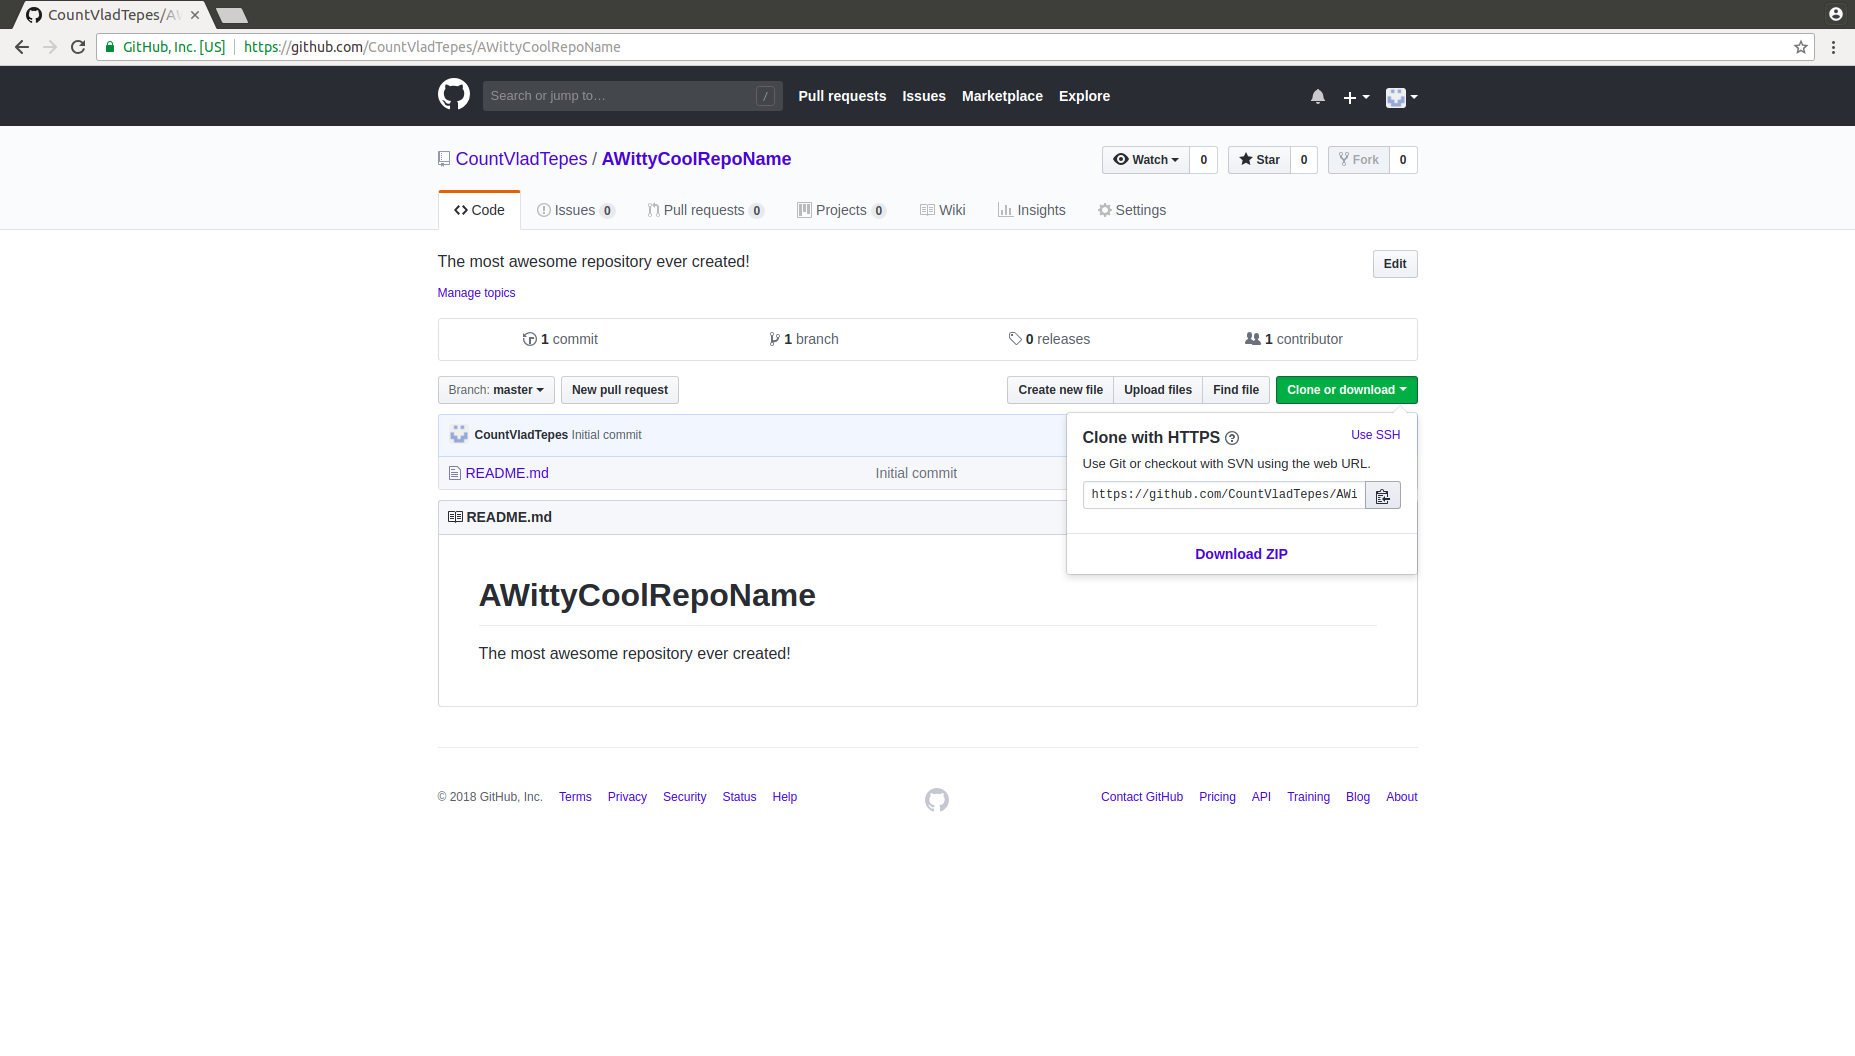 CountVladTepes/AW
GitHub, Inc. [US] https://github.com/CountVladTepes/AWittyCoolRepoName
Search or jump to… / Pull requests Issues Marketplace Explore
CountVladTepes / AWittyCoolRepoName
Watch 0 Star 0 Fork 0
Code Issues 0 Pull requests 0 Projects 0 Wiki Insights Settings
The most awesome repository ever created!
Edit
Manage topics
1 commit 1 branch 0 releases 1 contributor
Branch: master New pull request Create new file Upload files Find file Clone or download
CountVladTepes Initial commit
README.md Initial commit
Clone with HTTPS ? Use SSH
Use Git or checkout with SVN using the web URL.
https://github.com/CountVladTepes/AWi
Download ZIP
README.md
AWittyCoolRepoName
The most awesome repository ever created!
© 2018 GitHub, Inc. Terms Privacy Security Status Help Contact GitHub Pricing API Training Blog About